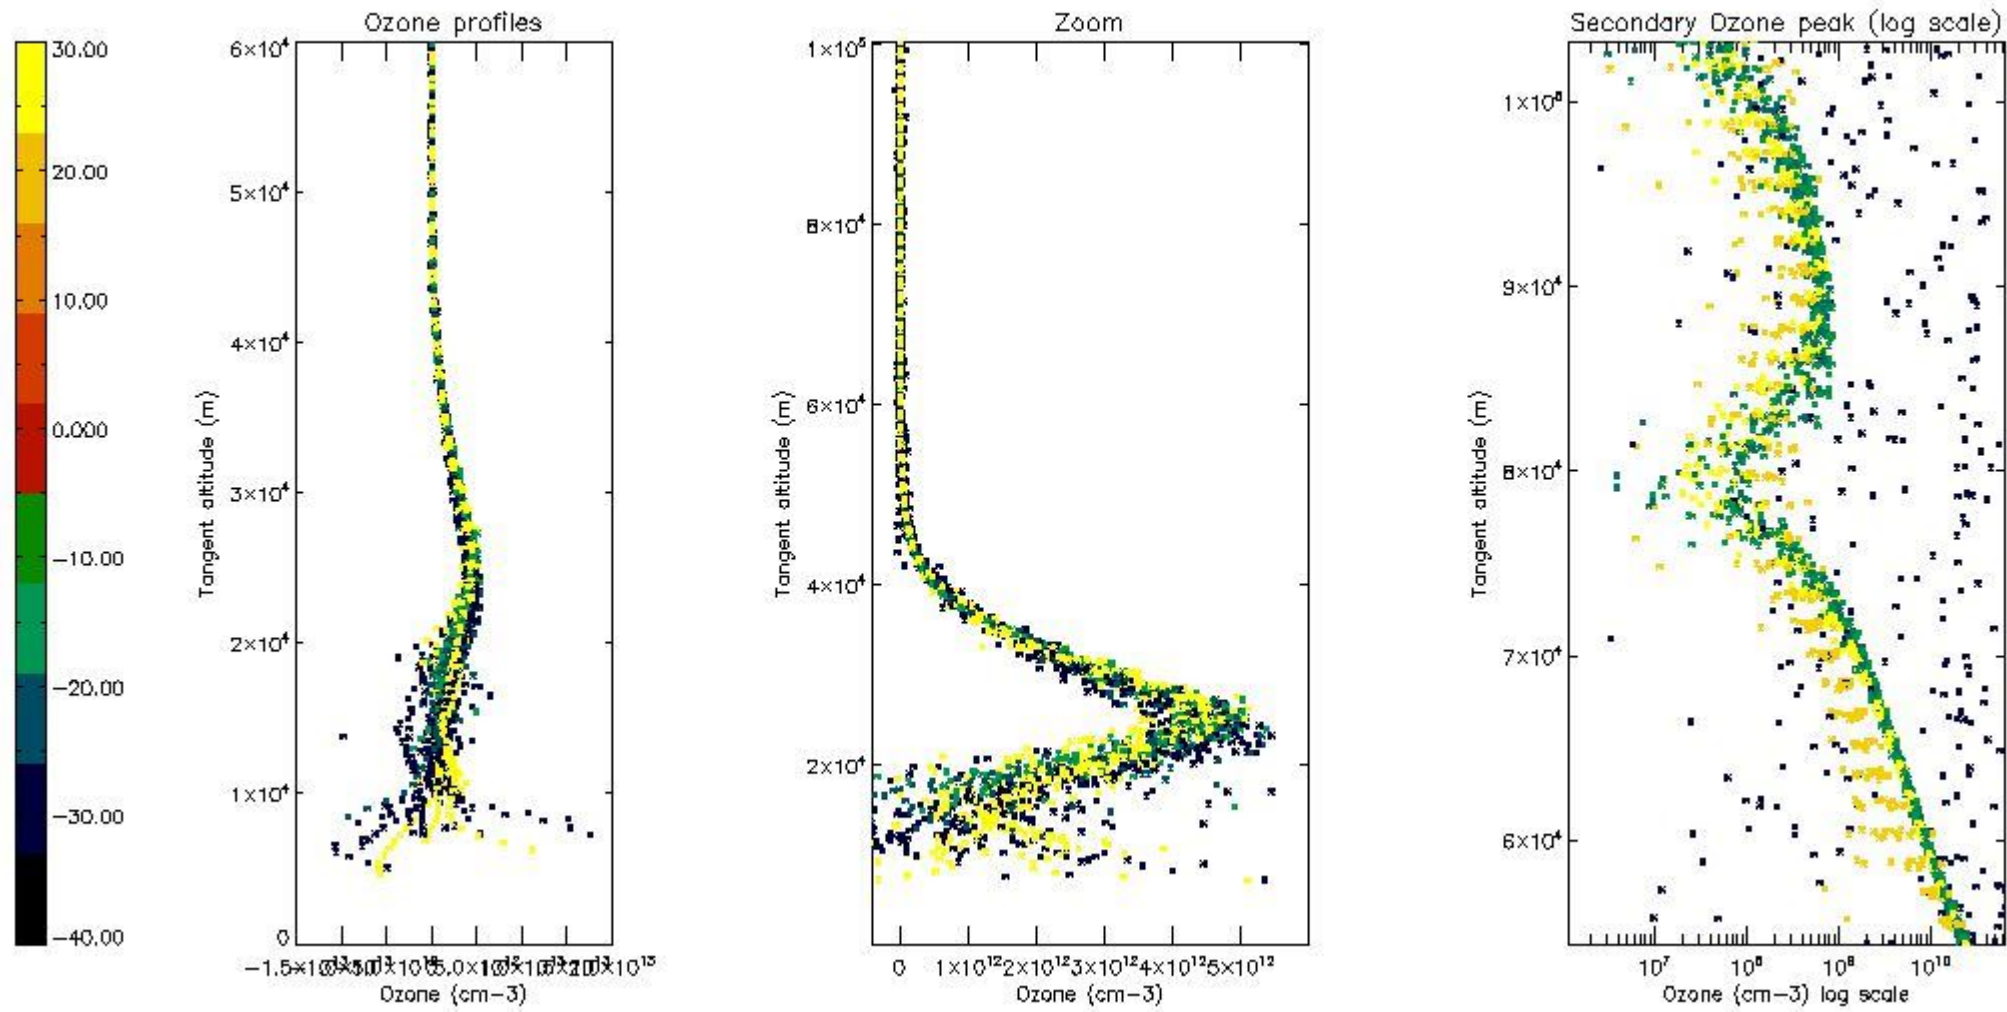 Ozone profiles
Zoom
Secondary Ozone peak (log scale)
30.00
20.00
10.00
0.000
−10.00
−20.00
−30.00
−40.00
Tangent altitude (m)
6×10⁴
5×10⁴
4×10⁴
3×10⁴
2×10⁴
1×10⁴
0
Ozone (cm−3)
Tangent altitude (m)
1×10⁵
8×10⁴
6×10⁴
4×10⁴
2×10⁴
0 1×10¹² 2×10¹² 3×10¹² 4×10¹² 5×10¹²
Ozone (cm−3)
Tangent altitude (m)
1×10⁵
9×10⁴
8×10⁴
7×10⁴
6×10⁴
10⁷ 10⁸ 10⁹ 10¹⁰
Ozone (cm−3) log scale